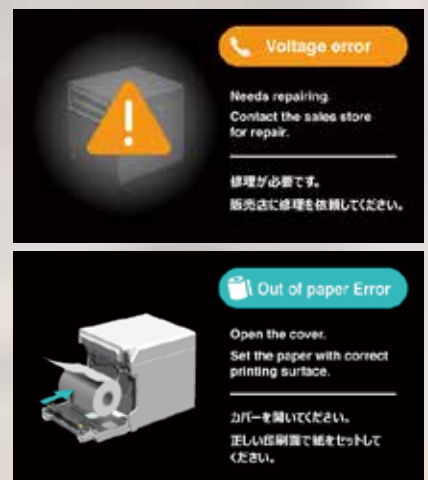 Voltage error
Needs repairing.
Contact the sales store
for repair.
修理が必要です。
販売店に修理を依頼してください。
Out of paper Error
Open the cover.
Set the paper with correct
printing surface.
カバーを開いてください。
正しい印刷面で紙をセットして
ください。